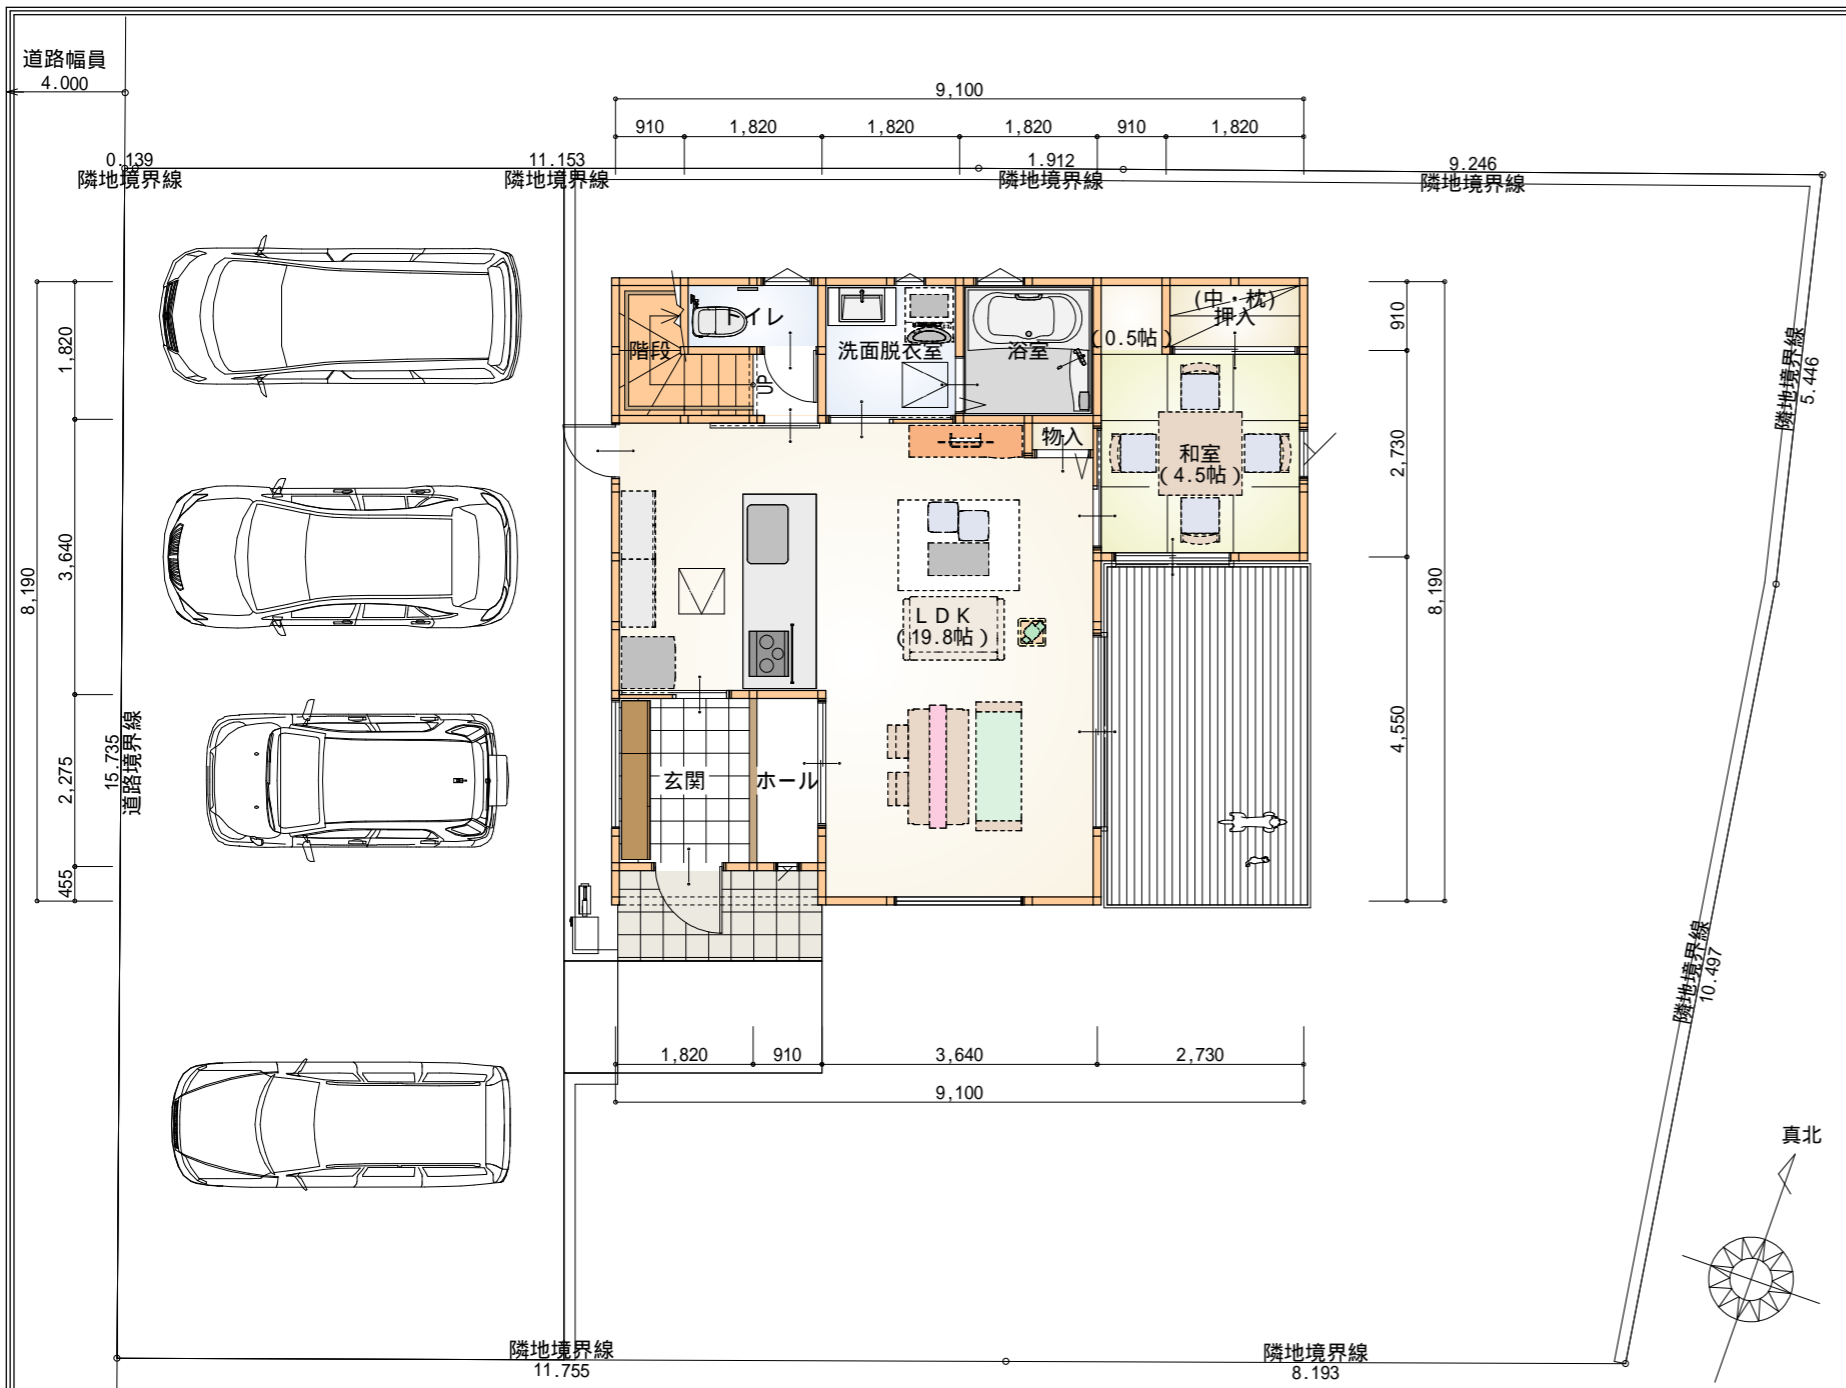 道路幅員
4.000
9,100
910
1,820
1,820
1,820
910
1,820
0.139
隣地境界線
11.153
隣地境界線
1.912
隣地境界線
9.246
隣地境界線
(中・枕)
押入
トイレ
階段
UP
洗面脱衣室
浴室
(0.5帖)
物入
和室
(4.5帖)
LDK
(19.8帖)
玄関
ホール
1,820
3,640
2,275
455
8,190
15.735
道路境界線
910
2,730
4,550
8,190
隣地境界線
5.446
隣地境界線
10.497
1,820
910
3,640
2,730
9,100
真北
隣地境界線
11.755
隣地境界線
8.193